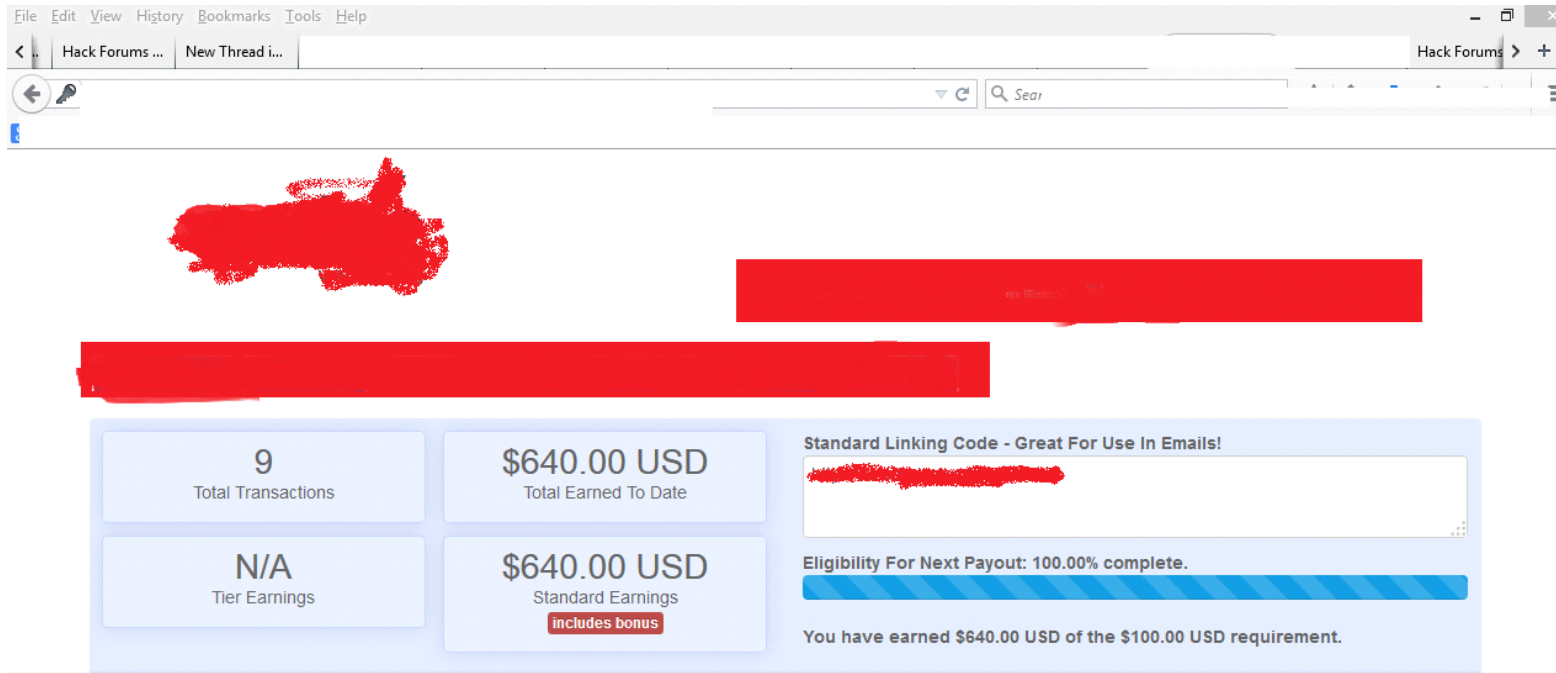 File Edit View History Bookmarks Tools Help
Hack Forums ... New Thread i... Hack Forums
Sear
9
Total Transactions
$640.00 USD
Total Earned To Date
N/A
Tier Earnings
$640.00 USD
Standard Earnings
includes bonus
Standard Linking Code - Great For Use In Emails!
Eligibility For Next Payout: 100.00% complete.
You have earned $640.00 USD of the $100.00 USD requirement.